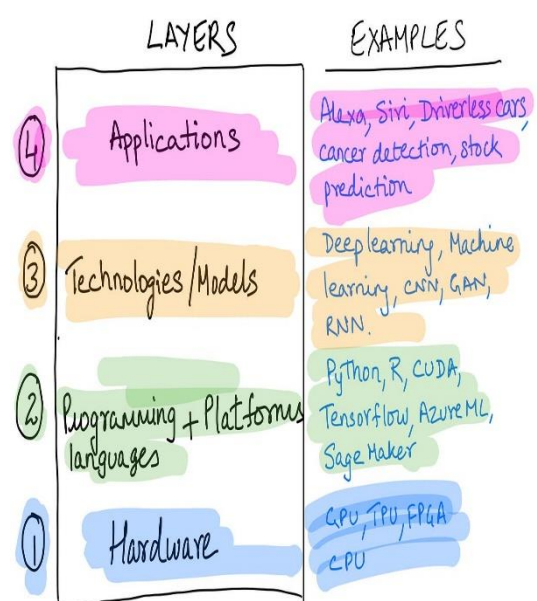 LAYERS
EXAMPLES
4
Applications
Alexa, Siri, Driverless cars,
cancer detection, stock
prediction
3
Technologies/Models
Deep learning, Machine
learning, CNN, GAN,
RNN.
2
Programming + Platforms
languages
Python, R, CUDA,
Tensorflow, Azure ML,
Sage Maker
1
Hardware
GPU, TPU, FPGA
CPU